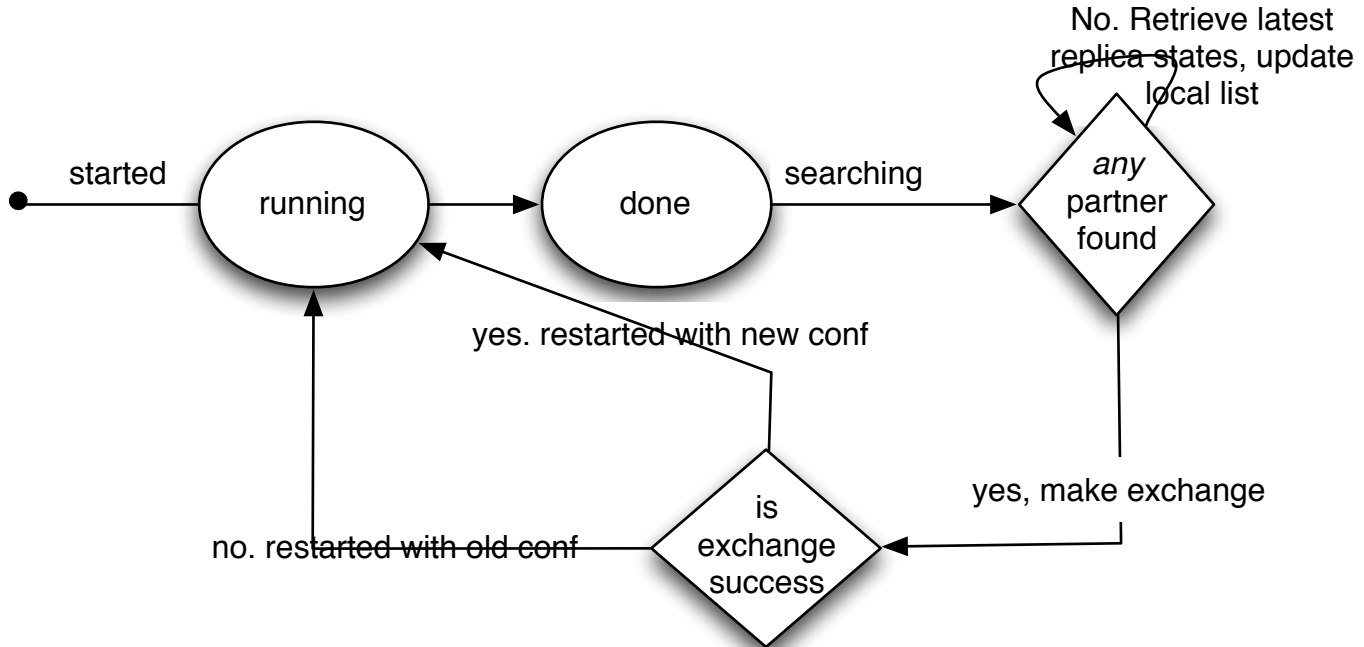 No. Retrieve latest
replica states, update
local list
started
running
done
searching
any
partner
found
yes. restarted with new conf
yes, make exchange
is
exchange
success
no. restarted with old conf